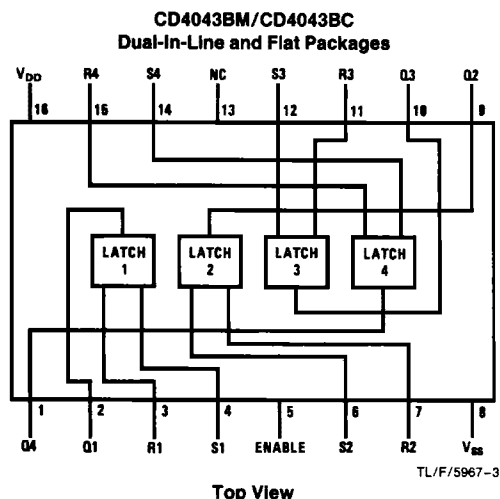 CD4043BM/CD4043BC
Dual-In-Line and Flat Packages
VDD R4 S4 NC S3 R3 Q3 Q2
16 15 14 13 12 11 10 9
LATCH 1 LATCH 2 LATCH 3 LATCH 4
1 2 3 4 5 6 7 8
Q4 Q1 R1 S1 ENABLE S2 R2 VSS
TL/F/5967-3
Top View